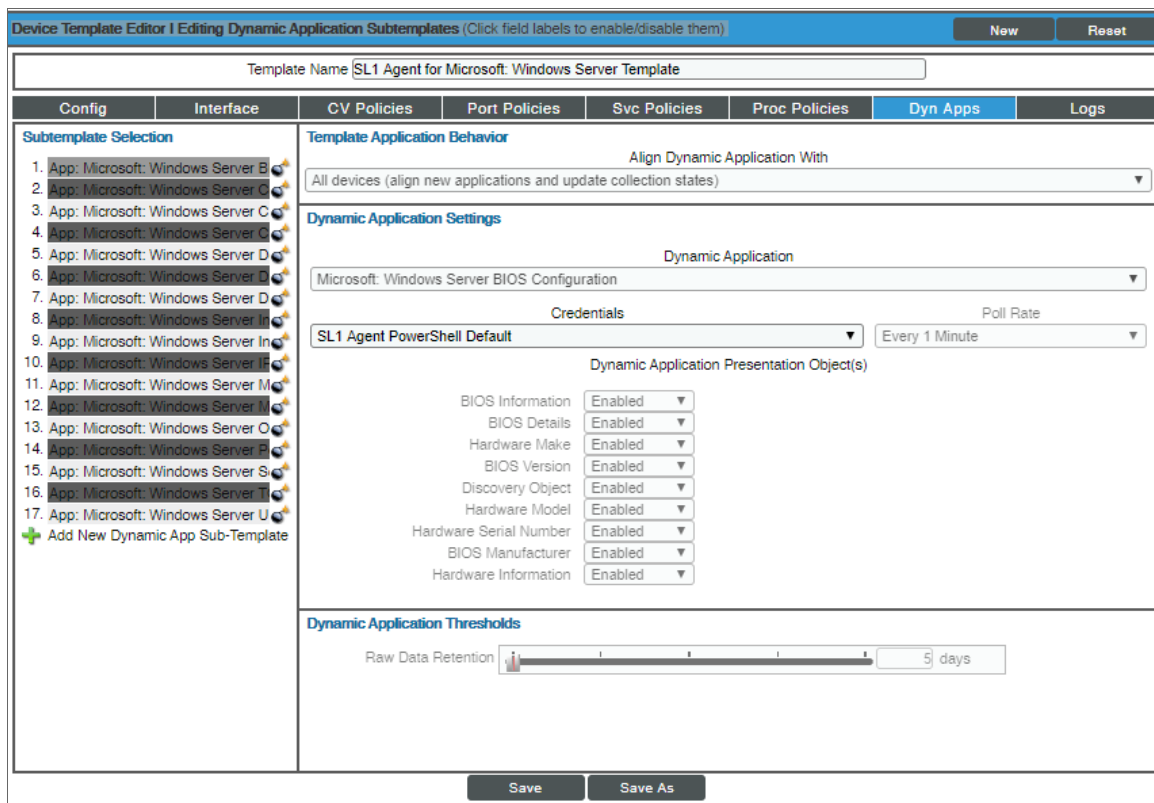 Device Template Editor | Editing Dynamic Application Subtemplates (Click field labels to enable/disable them) New Reset
Template Name SL1 Agent for Microsoft: Windows Server Template
Config Interface CV Policies Port Policies Svc Policies Proc Policies Dyn Apps Logs
Subtemplate Selection
1. App: Microsoft: Windows Server B
2. App: Microsoft: Windows Server C
3. App: Microsoft: Windows Server C
4. App: Microsoft: Windows Server C
5. App: Microsoft: Windows Server D
6. App: Microsoft: Windows Server D
7. App: Microsoft: Windows Server D
8. App: Microsoft: Windows Server In
9. App: Microsoft: Windows Server In
10. App: Microsoft: Windows Server IF
11. App: Microsoft: Windows Server M
12. App: Microsoft: Windows Server M
13. App: Microsoft: Windows Server O
14. App: Microsoft: Windows Server P
15. App: Microsoft: Windows Server S
16. App: Microsoft: Windows Server T
17. App: Microsoft: Windows Server U
Add New Dynamic App Sub-Template
Template Application Behavior
Align Dynamic Application With
All devices (align new applications and update collection states)
Dynamic Application Settings
Dynamic Application
Microsoft: Windows Server BIOS Configuration
Credentials Poll Rate
SL1 Agent PowerShell Default Every 1 Minute
Dynamic Application Presentation Object(s)
BIOS Information Enabled
BIOS Details Enabled
Hardware Make Enabled
BIOS Version Enabled
Discovery Object Enabled
Hardware Model Enabled
Hardware Serial Number Enabled
BIOS Manufacturer Enabled
Hardware Information Enabled
Dynamic Application Thresholds
Raw Data Retention 5 days
Save Save As